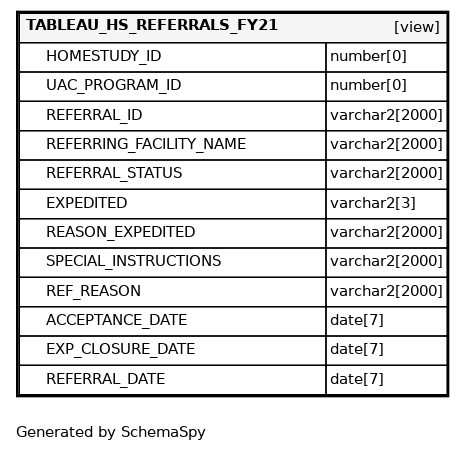 TABLEAU_HS_REFERRALS_FY21 [view]
HOMESTUDY_ID number[0]
UAC_PROGRAM_ID number[0]
REFERRAL_ID varchar2[2000]
REFERRING_FACILITY_NAME varchar2[2000]
REFERRAL_STATUS varchar2[2000]
EXPEDITED varchar2[3]
REASON_EXPEDITED varchar2[2000]
SPECIAL_INSTRUCTIONS varchar2[2000]
REF_REASON varchar2[2000]
ACCEPTANCE_DATE date[7]
EXP_CLOSURE_DATE date[7]
REFERRAL_DATE date[7]
Generated by SchemaSpy